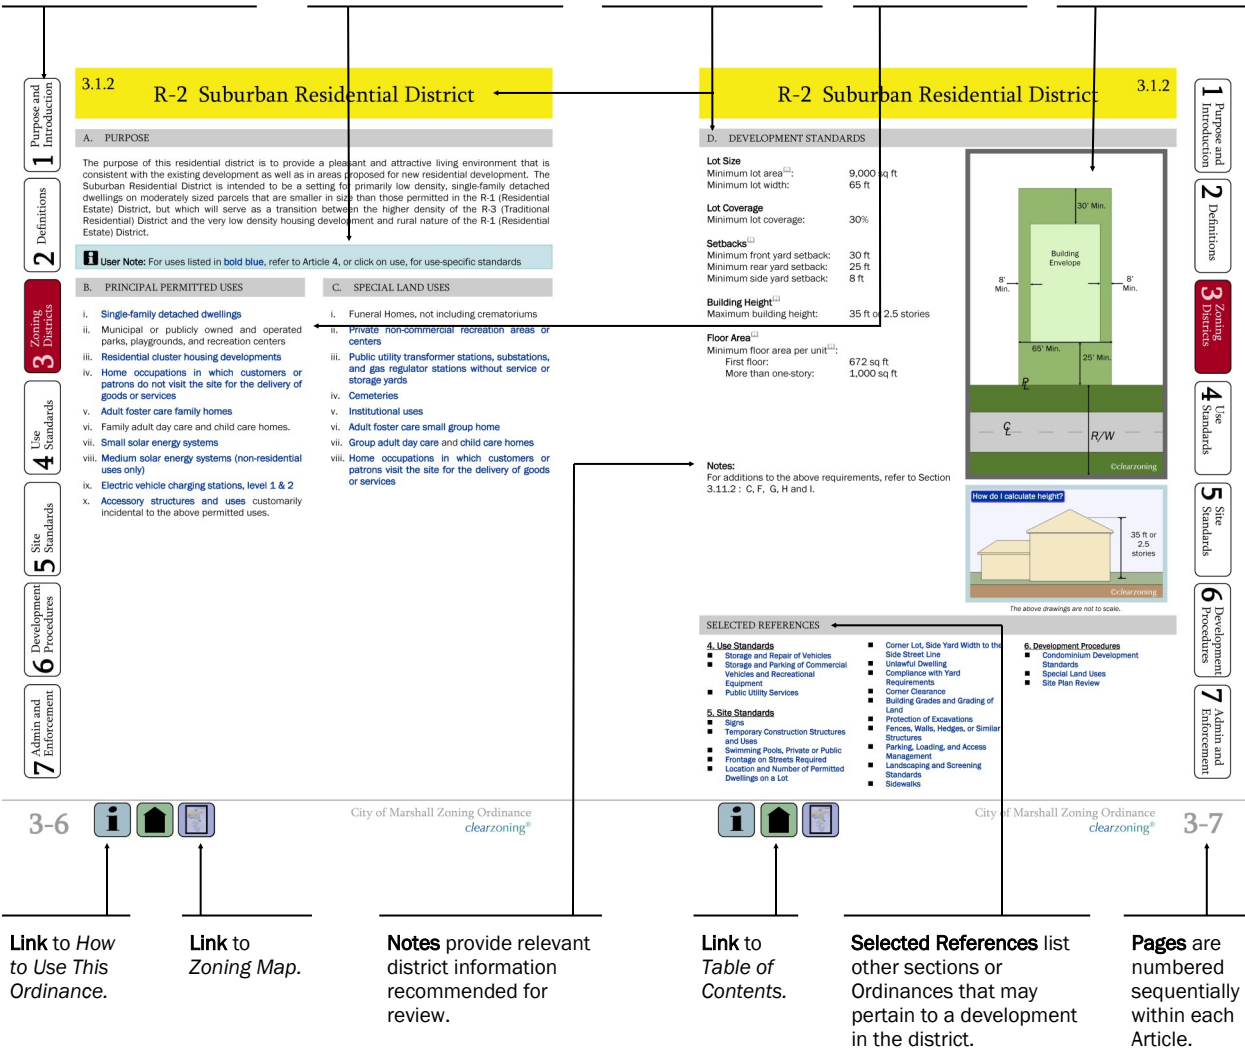 3.1.2
R-2 Suburban Residential District
A. PURPOSE
The purpose of this residential district is to provide a pleasant and attractive living environment that is
consistent with the existing development as well as in areas proposed for new residential development. The
Suburban Residential District is intended to be a setting for primarily low density, single-family detached
dwellings on moderately sized parcels that are smaller in size than those permitted in the R-1 (Residential
Estate) District, but which will serve as a transition between the higher density of the R-3 (Traditional
Residential) District and the very low density housing development and rural nature of the R-1 (Residential
Estate) District.
User Note: For uses listed in bold blue, refer to Article 4, or click on use, for use-specific standards
B. PRINCIPAL PERMITTED USES
i. Single-family detached dwellings
ii. Municipal or publicly owned and operated
parks, playgrounds, and recreation centers
iii. Residential cluster housing developments
iv. Home occupations in which customers or
patrons do not visit the site for the delivery of
goods or services
v. Adult foster care family homes
vi. Family adult day care and child care homes.
vii. Small solar energy systems
viii. Medium solar energy systems (non-residential
uses only)
ix. Electric vehicle charging stations, level 1 & 2
x. Accessory structures and uses customarily
incidental to the above permitted uses.
C. SPECIAL LAND USES
i. Funeral Homes, not including crematoriums
ii. Private non-commercial recreation areas or
centers
iii. Public utility transformer stations, substations,
and gas regulator stations without service or
storage yards
iv. Cemeteries
v. Institutional uses
vi. Adult foster care small group home
vii. Group adult day care and child care homes
viii. Home occupations in which customers or
patrons visit the site for the delivery of goods
or services
1 Purpose and
Introduction
2 Definitions
3 Zoning
Districts
4 Use
Standards
5 Site
Standards
6 Development
Procedures
7 Admin and
Enforcement
3-6
City of Marshall Zoning Ordinance
clearzoning®
R-2 Suburban Residential District
3.1.2
D. DEVELOPMENT STANDARDS
Lot Size
Minimum lot area: 9,000 sq ft
Minimum lot width: 65 ft
Lot Coverage
Minimum lot coverage: 30%
Setbacks
Minimum front yard setback: 30 ft
Minimum rear yard setback: 25 ft
Minimum side yard setback: 8 ft
Building Height
Maximum building height: 35 ft or 2.5 stories
Floor Area
Minimum floor area per unit:
First floor: 672 sq ft
More than one-story: 1,000 sq ft
Notes:
For additions to the above requirements, refer to Section
3.11.2 : C, F, G, H and I.
30' Min.
Building
Envelope
8'
Min.
8'
Min.
65' Min.
25' Min.
PL
CL
R/W
©clearzoning
How do I calculate height?
35 ft or
2.5
stories
©clearzoning
The above drawings are not to scale.
SELECTED REFERENCES
4. Use Standards
■ Storage and Repair of Vehicles
■ Storage and Parking of Commercial
Vehicles and Recreational
Equipment
■ Public Utility Services
5. Site Standards
■ Signs
■ Temporary Construction Structures
and Uses
■ Swimming Pools, Private or Public
■ Frontage on Streets Required
■ Location and Number of Permitted
Dwellings on a Lot
■ Corner Lot, Side Yard Width to the
Side Street Line
■ Unlawful Dwelling
■ Compliance with Yard
Requirements
■ Corner Clearance
■ Building Grades and Grading of
Land
■ Protection of Excavations
■ Fences, Walls, Hedges, or Similar
Structures
■ Parking, Loading, and Access
Management
■ Landscaping and Screening
Standards
■ Sidewalks
6. Development Procedures
■ Condominium Development
Standards
■ Special Land Uses
■ Site Plan Review
1 Purpose and
Introduction
2 Definitions
3 Zoning
Districts
4 Use
Standards
5 Site
Standards
6 Development
Procedures
7 Admin and
Enforcement
City of Marshall Zoning Ordinance
clearzoning®
3-7
Link to How
to Use This
Ordinance.
Link to
Zoning Map.
Notes provide relevant
district information
recommended for
review.
Link to
Table of
Contents.
Selected References list
other sections or
Ordinances that may
pertain to a development
in the district.
Pages are
numbered
sequentially
within each
Article.